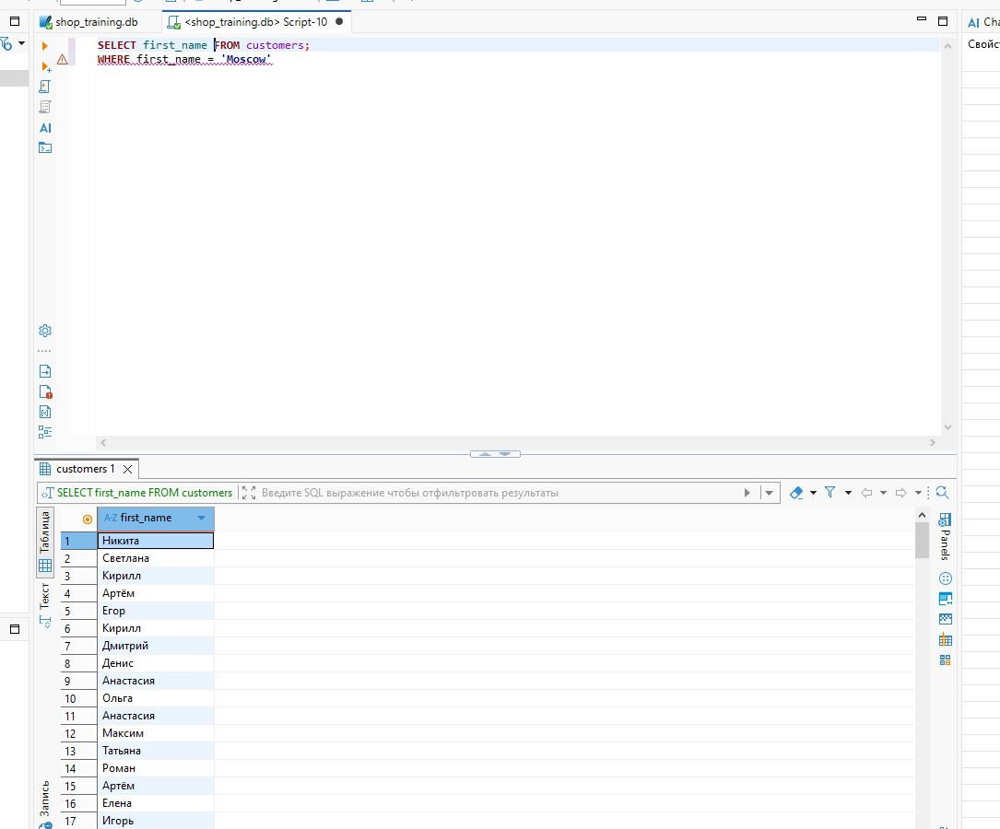 shop_training.db
<shop_training.db> Script-10
AI Cha
Свойст
SELECT first_name FROM customers;
WHERE first_name = 'Moscow'
AI
customers 1
SELECT first_name FROM customers
Введите SQL выражение чтобы отфильтровать результаты
Таблица
Текст
Запись
Panels
A-Z first_name
1 Никита
2 Светлана
3 Кирилл
4 Артём
5 Егор
6 Кирилл
7 Дмитрий
8 Денис
9 Анастасия
10 Ольга
11 Анастасия
12 Максим
13 Татьяна
14 Роман
15 Артём
16 Елена
17 Игорь